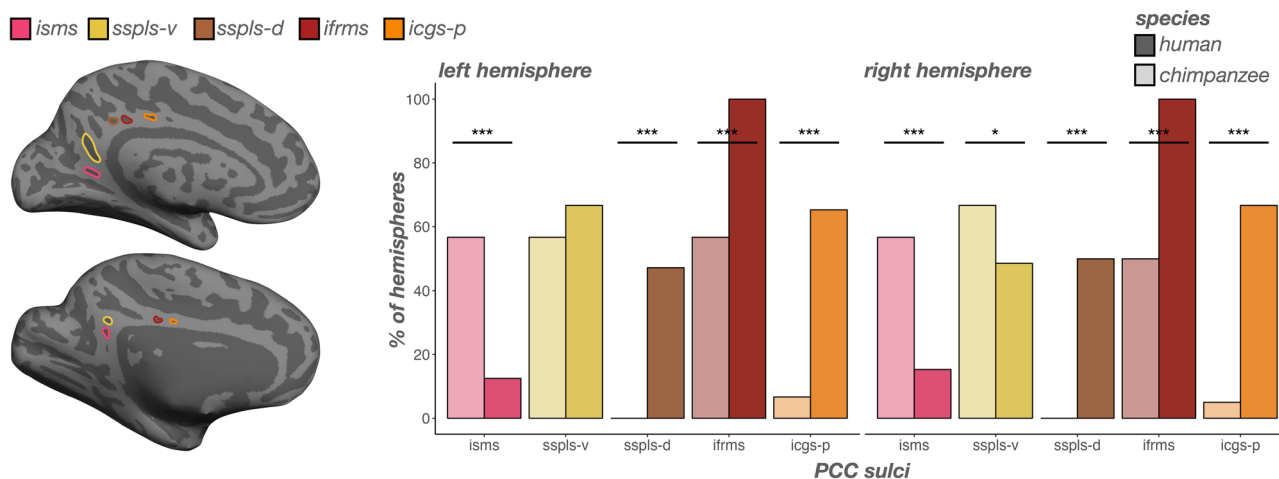 isms sspls-v sspls-d ifrms icgs-p
species
human
chimpanzee
left hemisphere
right hemisphere
% of hemispheres
100
80
60
40
20
0
*** *** *** ***
*** * *** *** ***
isms sspls-v sspls-d ifrms icgs-p
isms sspls-v sspls-d ifrms icgs-p
PCC sulci